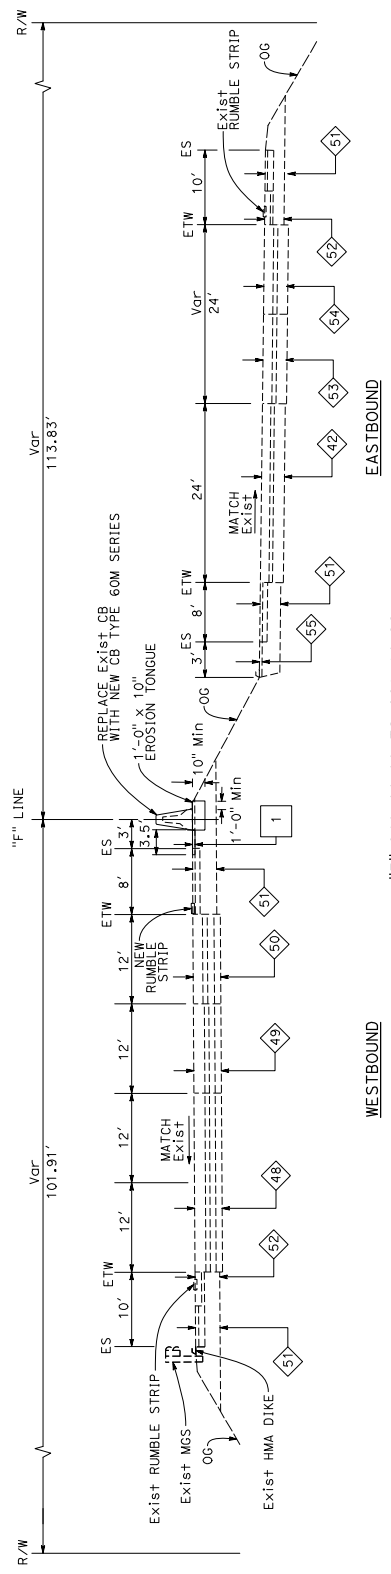 R/W
Var
101.91'
"F" LINE
Var
113.83'
R/W
ES
10'
ETW
12'
12'
12'
12'
ETW
8'
ES
3'
3.5'
REPLACE Exist CB
WITH NEW CB TYPE 60M SERIES
1'-0" x 10"
EROSION TONGUE
10" Min
1'-0" Min
OG
Exist RUMBLE STRIP
Exist MGS
OG
Exist HMA DIKE
MATCH
Exist
NEW
RUMBLE
STRIP
51
52
48
49
50
51
1
WESTBOUND
ES
3'
8'
ETW
24'
Var
24'
ETW
10'
ES
Exist
RUMBLE STRIP
OG
MATCH
Exist
55
51
42
53
54
52
51
EASTBOUND